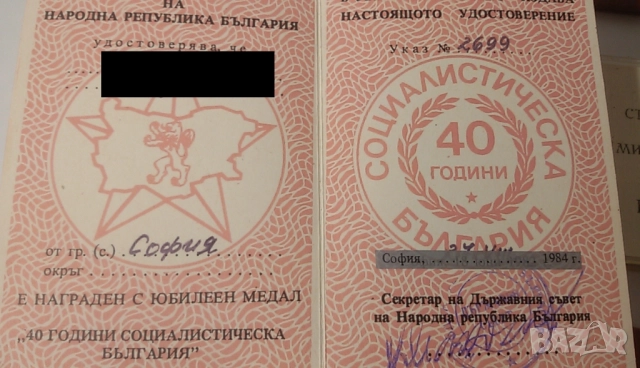 НА
НАРОДНА РЕПУБЛИКА БЪЛГАРИЯ
удостоверява, че
от гр. (с.) София
окръг
Е НАГРАДЕН С ЮБИЛЕЕН МЕДАЛ
„40 ГОДИНИ СОЦИАЛИСТИЧЕСКА
БЪЛГАРИЯ"
НАСТОЯЩОТО УДОСТОВЕРЕНИЕ
Указ № 2699
СОЦИАЛИСТИЧЕСКА
40
ГОДИНИ
БЪЛГАРИЯ
София, 1984 г.
Секретар на Държавния съвет
на Народна република България
BAZAR